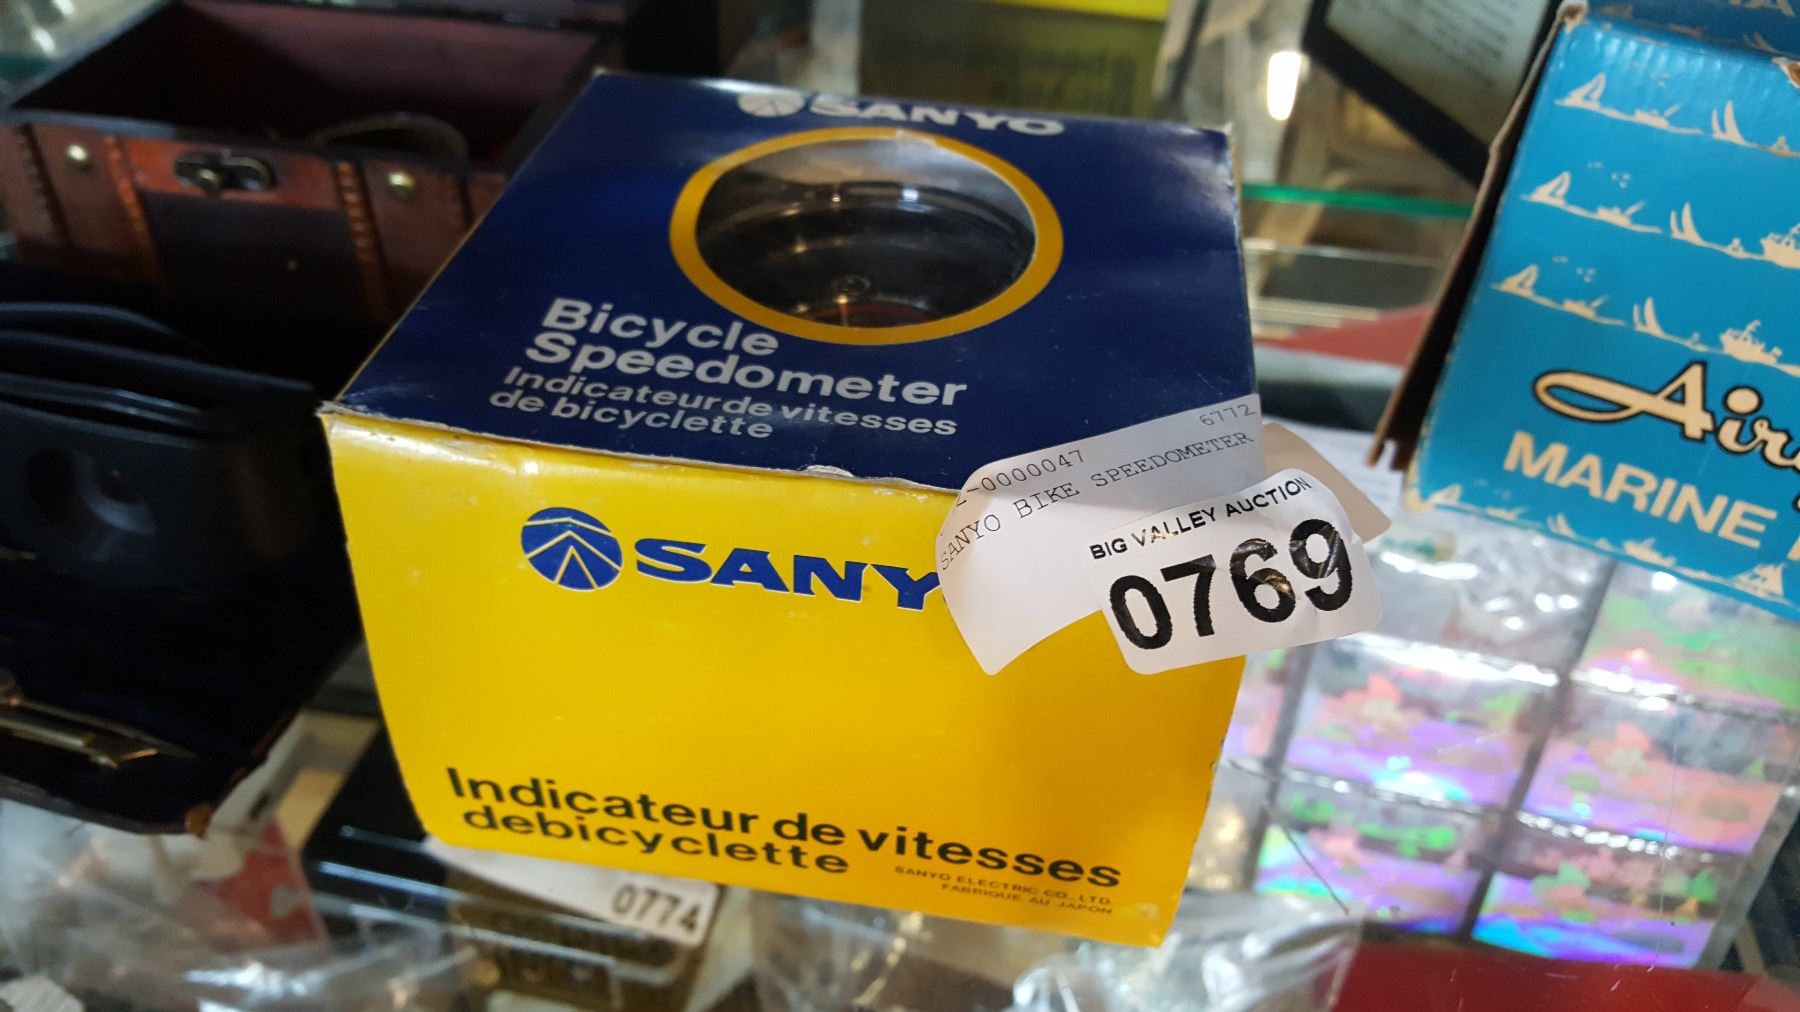 SANYO
Bicycle
Speedometer
Indicateur de vitesses
de bicyclette
6772
-0000047
SANYO BIKE SPEEDOMETER
BIG VALLEY AUCTION
0769
SANY
Indicateur de vitesses
debicyclette
SANYO ELECTRIC CO., LTD.
FABRIQUE AU JAPON
0774
MARINE